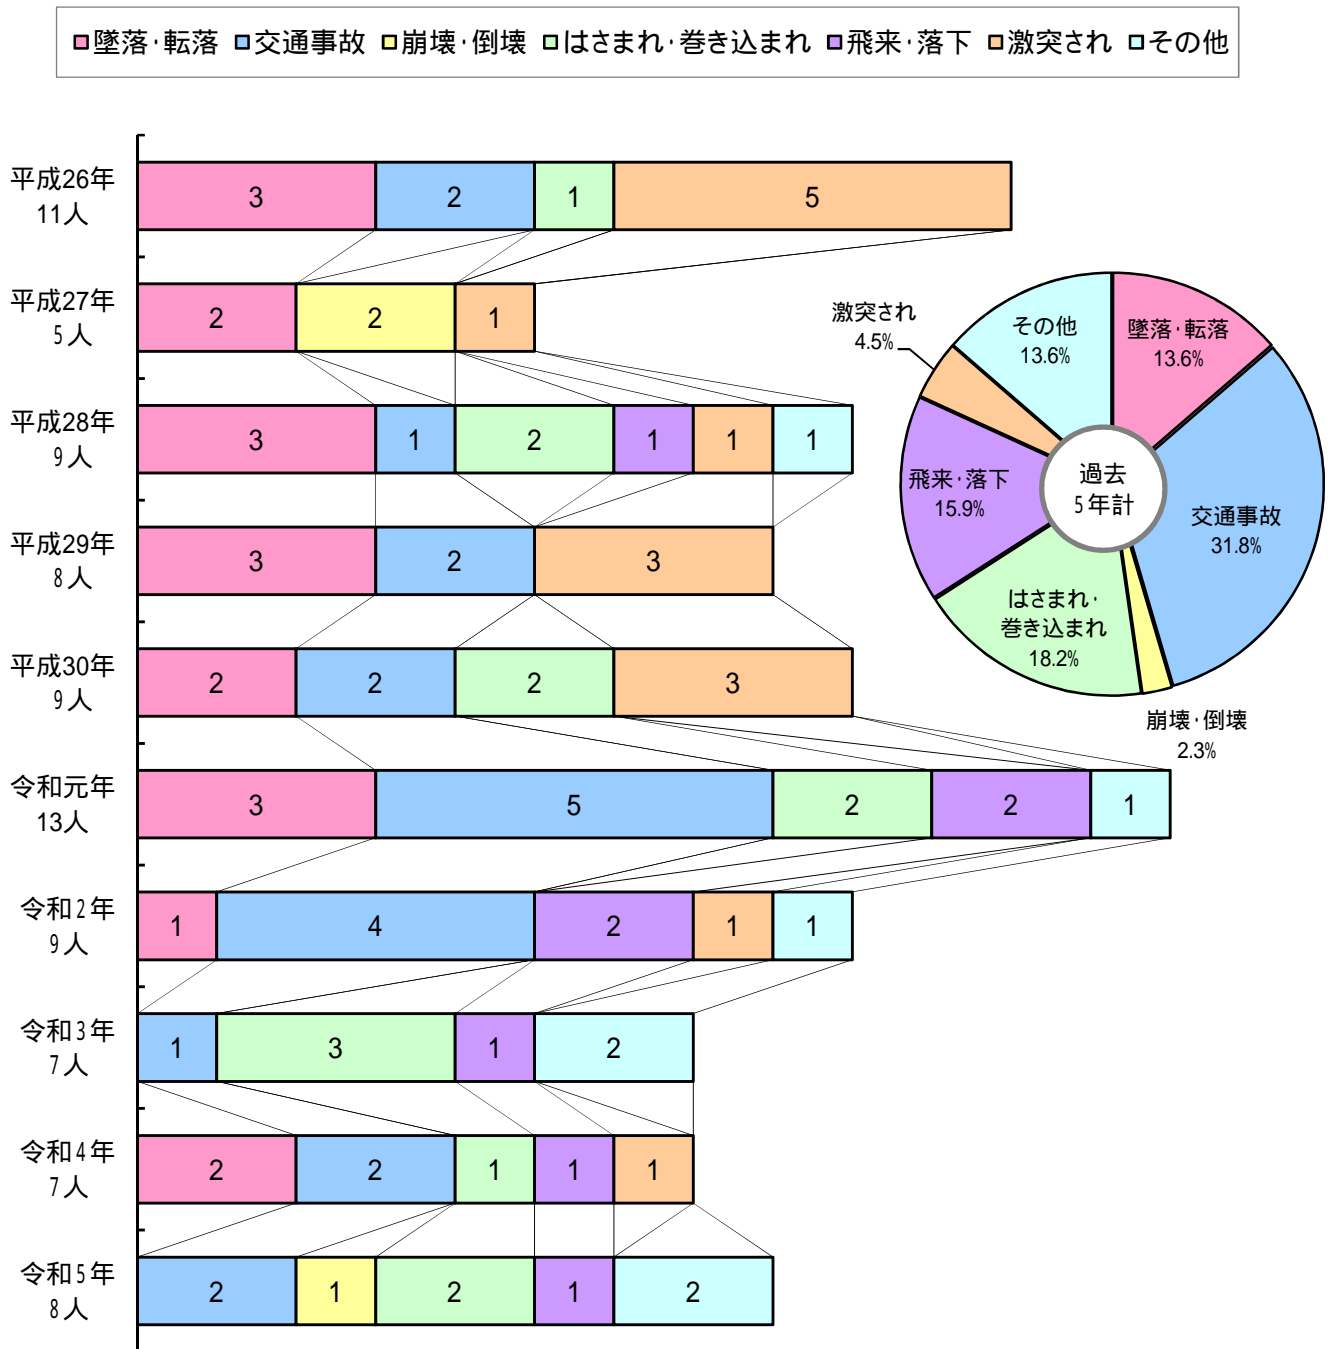 墜落・転落 交通事故 崩壊・倒壊 はさまれ・巻き込まれ 飛来・落下 激突され その他
平成26年
11人
3 2 1 5
平成27年
5人
2 2 1
平成28年
9人
3 1 2 1 1 1
平成29年
8人
3 2 3
平成30年
9人
2 2 2 3
令和元年
13人
3 5 2 2 1
令和2年
9人
1 4 2 1 1
令和3年
7人
1 3 1 2
令和4年
7人
2 2 1 1 1
令和5年
8人
2 1 2 1 2
過去
5年計
墜落・転落
13.6%
交通事故
31.8%
崩壊・倒壊
2.3%
はさまれ・
巻き込まれ
18.2%
飛来・落下
15.9%
激突され
4.5%
その他
13.6%